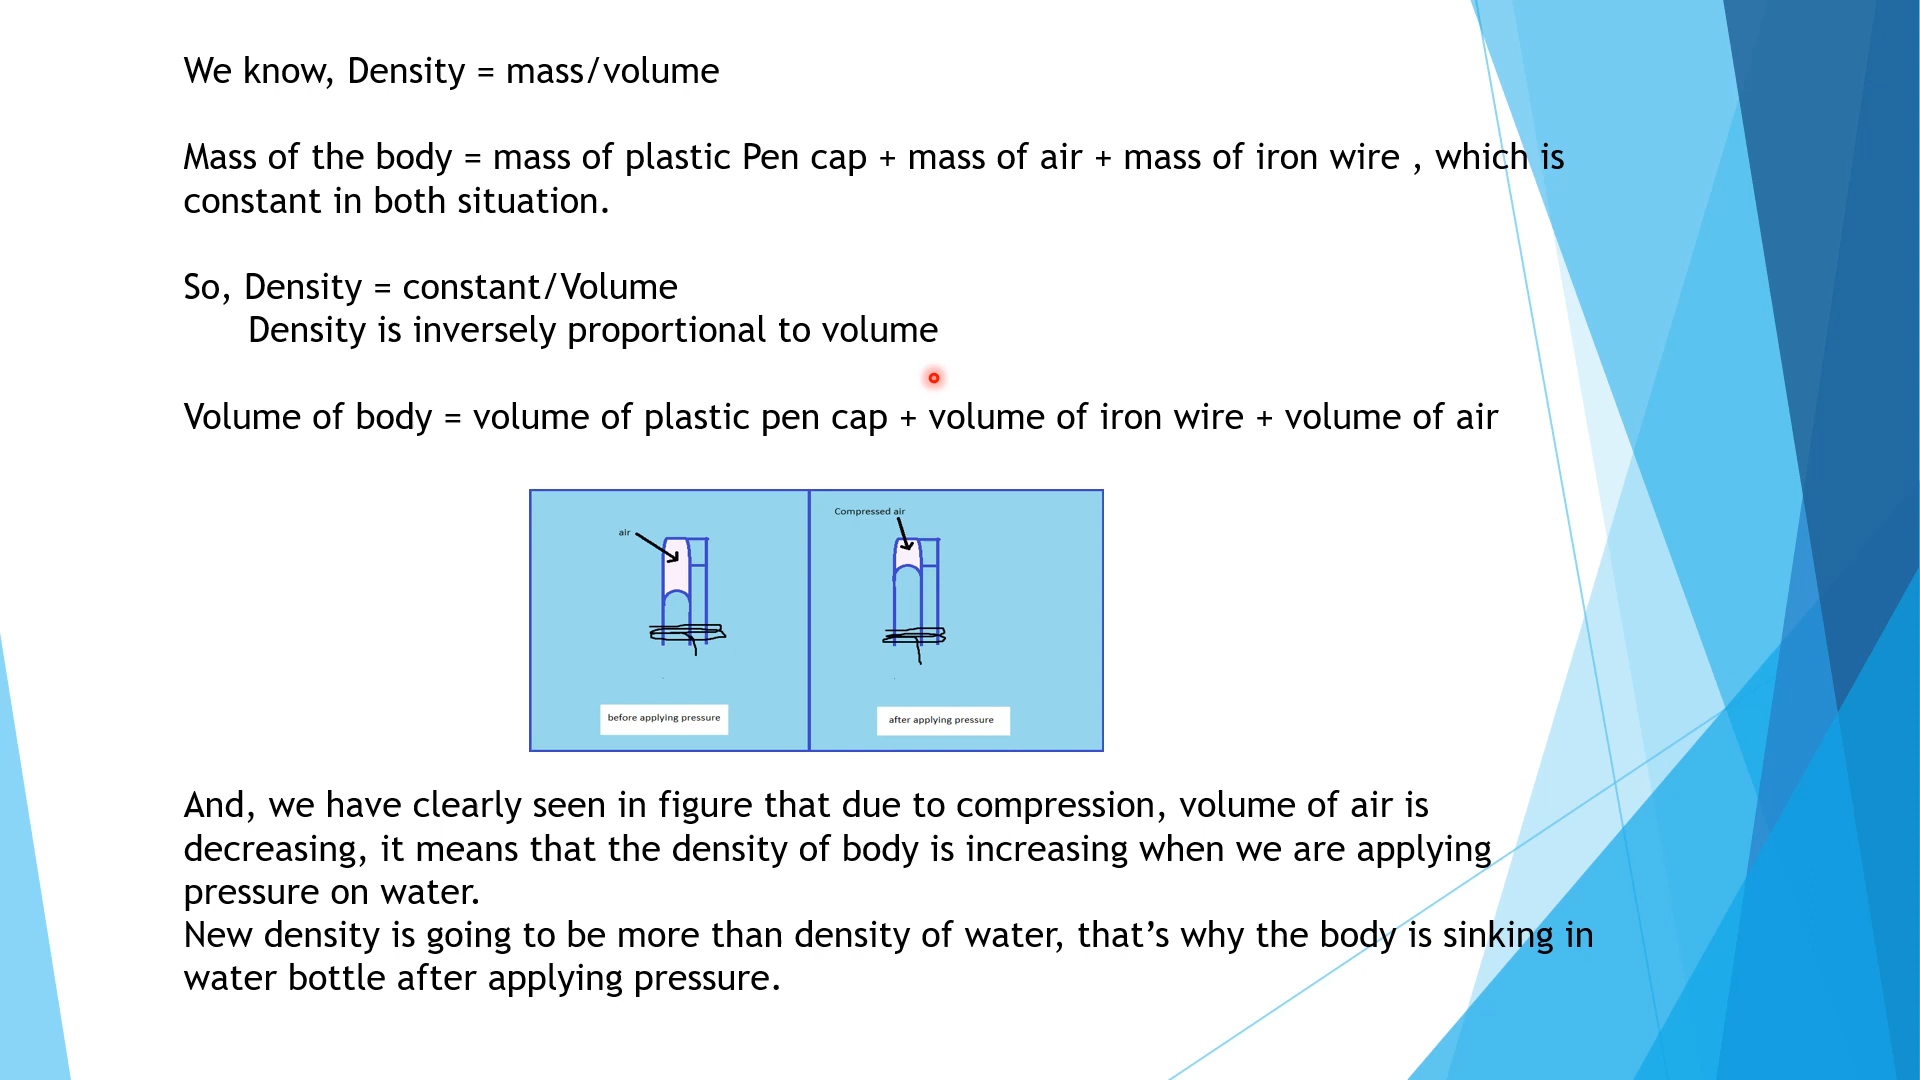 We know, Density = mass/volume
Mass of the body = mass of plastic Pen cap + mass of air + mass of iron wire , which is
constant in both situation.
So, Density = constant/Volume
Density is inversely proportional to volume
Volume of body = volume of plastic pen cap + volume of iron wire + volume of air
air
Compressed air
before applying pressure
after applying pressure
And, we have clearly seen in figure that due to compression, volume of air is
decreasing, it means that the density of body is increasing when we are applying
pressure on water.
New density is going to be more than density of water, that’s why the body is sinking in
water bottle after applying pressure.